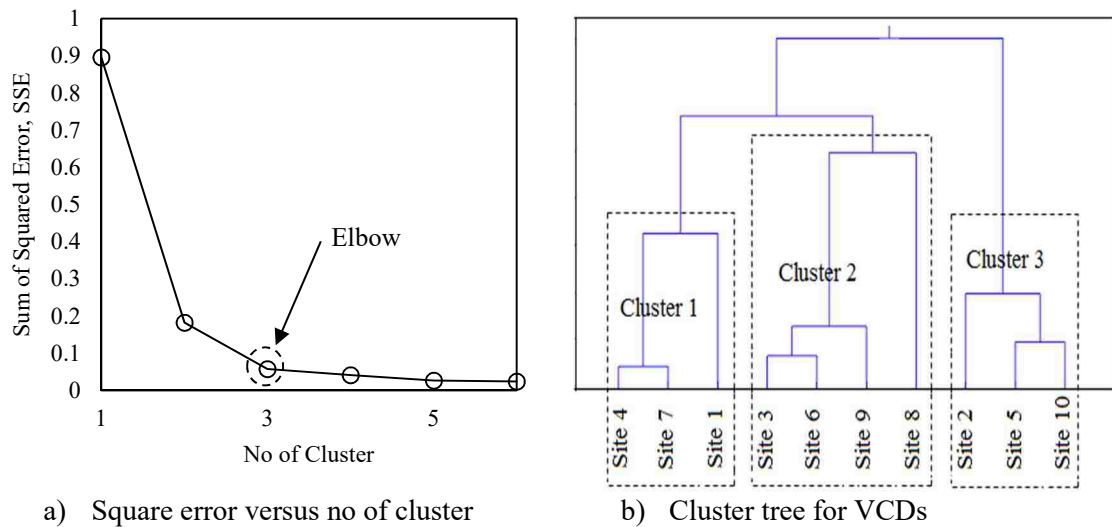 1
0.9
0.8
0.7
0.6
0.5
0.4
0.3
0.2
0.1
0
Sum of Squared Error, SSE
Elbow
1
3
5
No of Cluster
a) Square error versus no of cluster
Cluster 1
Cluster 2
Cluster 3
Site 4
Site 7
Site 1
Site 3
Site 6
Site 9
Site 8
Site 2
Site 5
Site 10
b) Cluster tree for VCDs